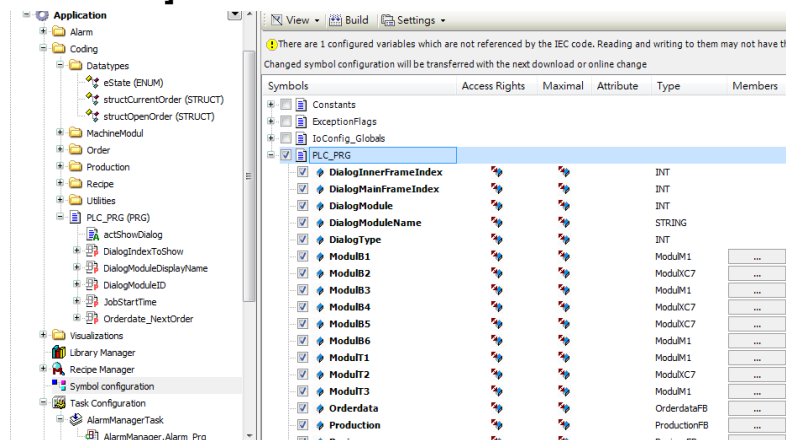 Application
Alarm
Coding
Datatypes
eState (ENUM)
structCurrentOrder (STRUCT)
structOpenOrder (STRUCT)
MachineModul
Order
Production
Recipe
Utilities
PLC_PRG (PRG)
actShowDialog
DialogIndexToShow
DialogModuleDisplayName
DialogModuleID
JobStartTime
Orderdate_NextOrder
Visualizations
Library Manager
Recipe Manager
Symbol configuration
Task Configuration
AlarmManagerTask
AlarmManager.Alarm_Prg
View Build Settings
There are 1 configured variables which are not referenced by the IEC code. Reading and writing to them may not have th
Changed symbol configuration will be transferred with the next download or online change
Symbols Access Rights Maximal Attribute Type Members
Constants
ExceptionFlags
IoConfig_Globals
PLC_PRG
DialogInnerFrameIndex INT
DialogMainFrameIndex INT
DialogModule INT
DialogModuleName STRING
DialogType INT
ModulB1 ModulM1 ...
ModulB2 ModulXC7 ...
ModulB3 ModulM1 ...
ModulB4 ModulXC7 ...
ModulB5 ModulXC7 ...
ModulB6 ModulM1 ...
ModulT1 ModulM1 ...
ModulT2 ModulXC7 ...
ModulT3 ModulM1 ...
Orderdata OrderdataFB ...
Production ProductionFB ...